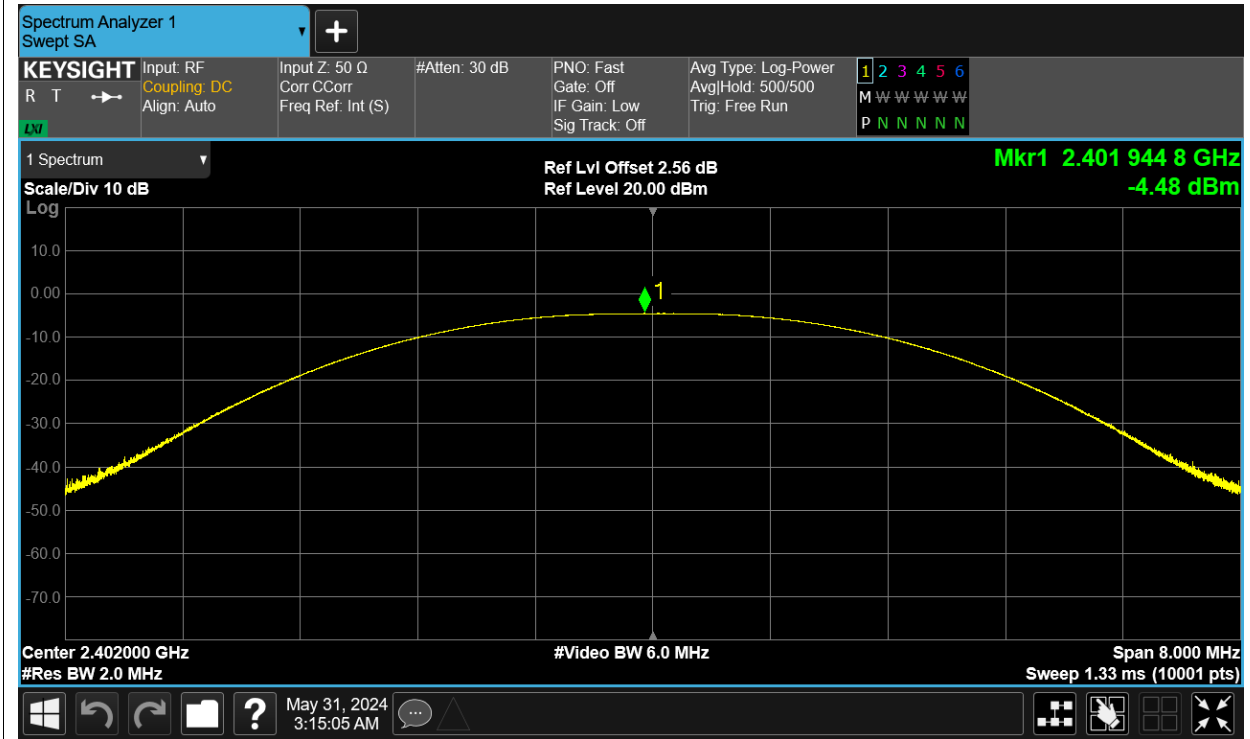 Spectrum Analyzer 1
Swept SA
KEYSIGHT
R T
LXI
Input: RF
Coupling: DC
Align: Auto
Input Z: 50 Ω
Corr CCorr
Freq Ref: Int (S)
#Atten: 30 dB
PNO: Fast
Gate: Off
IF Gain: Low
Sig Track: Off
Avg Type: Log-Power
Avg|Hold: 500/500
Trig: Free Run
1 2 3 4 5 6
M W W W W W
P N N N N N
1 Spectrum
Scale/Div 10 dB
Log
Ref Lvl Offset 2.56 dB
Ref Level 20.00 dBm
Mkr1 2.401 944 8 GHz
-4.48 dBm
10.0
0.00
1
-10.0
-20.0
-30.0
-40.0
-50.0
-60.0
-70.0
Center 2.402000 GHz
#Res BW 2.0 MHz
#Video BW 6.0 MHz
Span 8.000 MHz
Sweep 1.33 ms (10001 pts)
?
May 31, 2024
3:15:05 AM